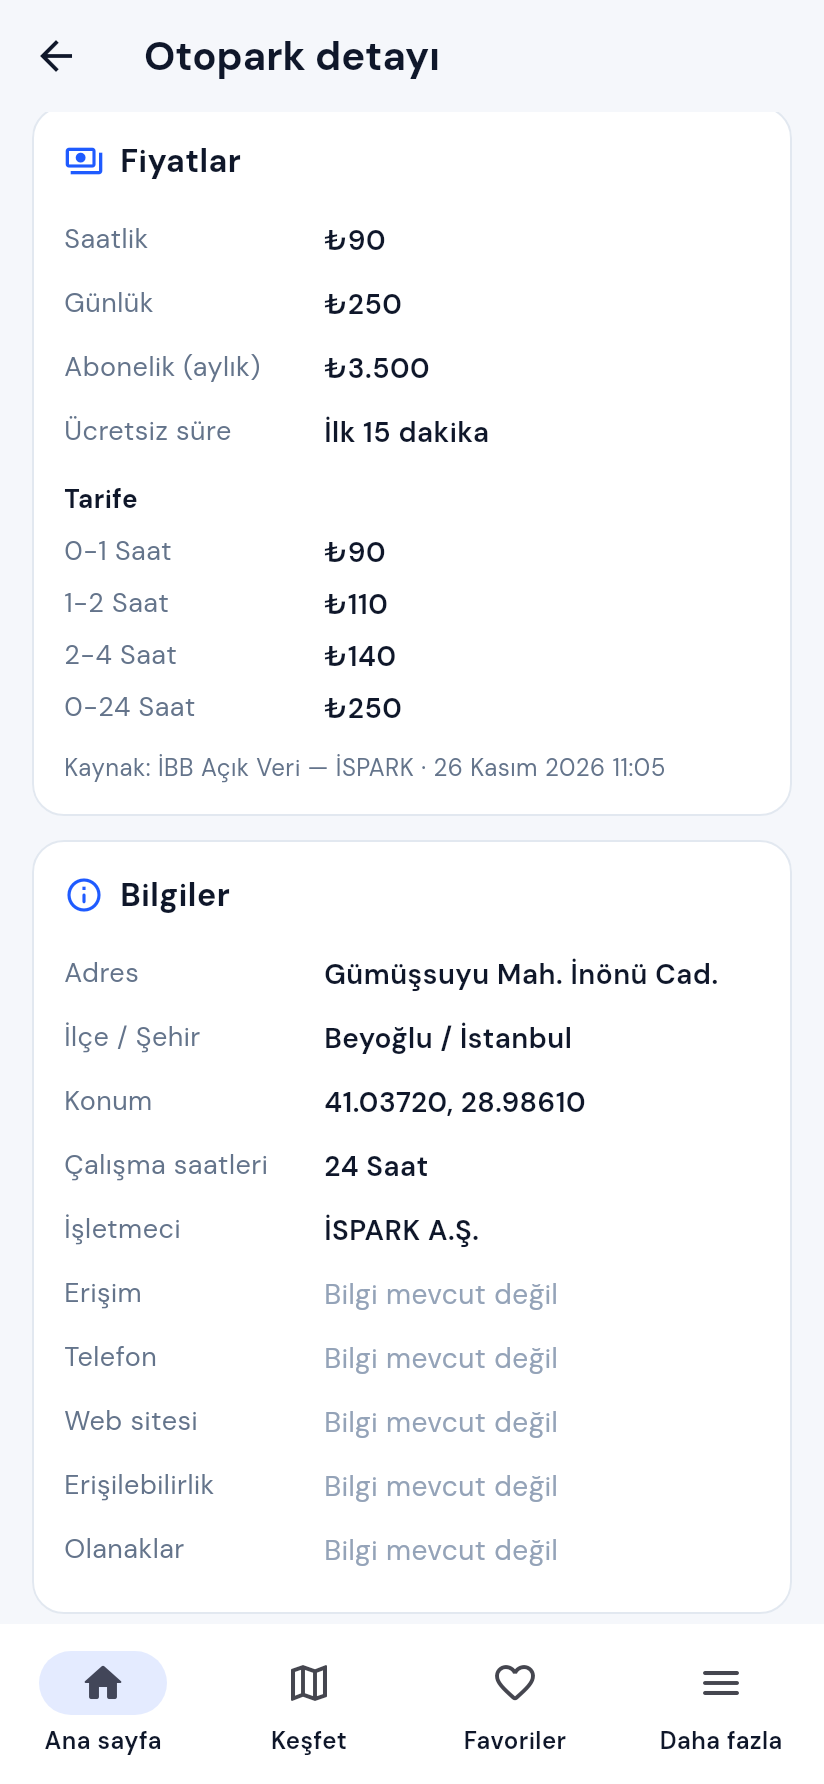 Otopark detayı
Fiyatlar
Saatlik ₺90
Günlük ₺250
Abonelik (aylık) ₺3.500
Ücretsiz süre İlk 15 dakika
Tarife
0-1 Saat ₺90
1-2 Saat ₺110
2-4 Saat ₺140
0-24 Saat ₺250
Kaynak: İBB Açık Veri — İSPARK · 26 Kasım 2026 11:05
Bilgiler
Adres Gümüşsuyu Mah. İnönü Cad.
İlçe / Şehir Beyoğlu / İstanbul
Konum 41.03720, 28.98610
Çalışma saatleri 24 Saat
İşletmeci İSPARK A.Ş.
Erişim Bilgi mevcut değil
Telefon Bilgi mevcut değil
Web sitesi Bilgi mevcut değil
Erişilebilirlik Bilgi mevcut değil
Olanaklar Bilgi mevcut değil
Ana sayfa Keşfet Favoriler Daha fazla